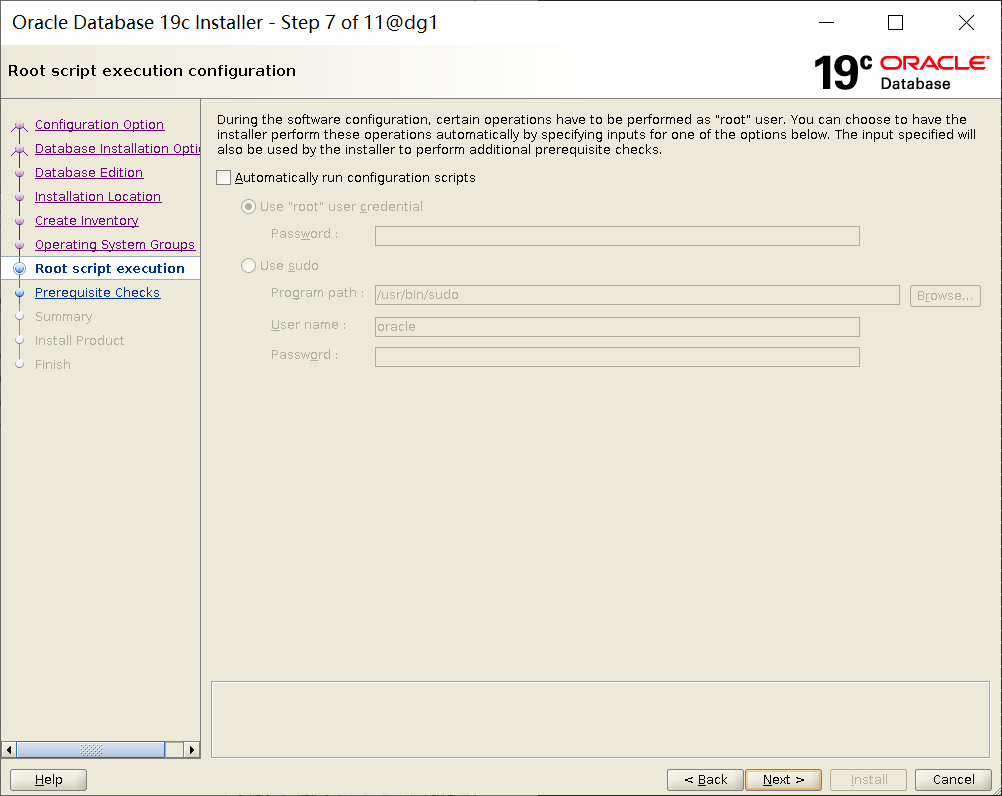 Oracle Database 19c Installer - Step 7 of 11@dg1
Root script execution configuration
19c ORACLE
Database
Configuration Option
Database Installation Opti
Database Edition
Installation Location
Create Inventory
Operating System Groups
Root script execution
Prerequisite Checks
Summary
Install Product
Finish
During the software configuration, certain operations have to be performed as "root" user. You can choose to have the
installer perform these operations automatically by specifying inputs for one of the options below. The input specified will
also be used by the installer to perform additional prerequisite checks.
Automatically run configuration scripts
Use "root" user credential
Password :
Use sudo
Program path : /usr/bin/sudo Browse...
User name : oracle
Password :
Help < Back Next > Install Cancel